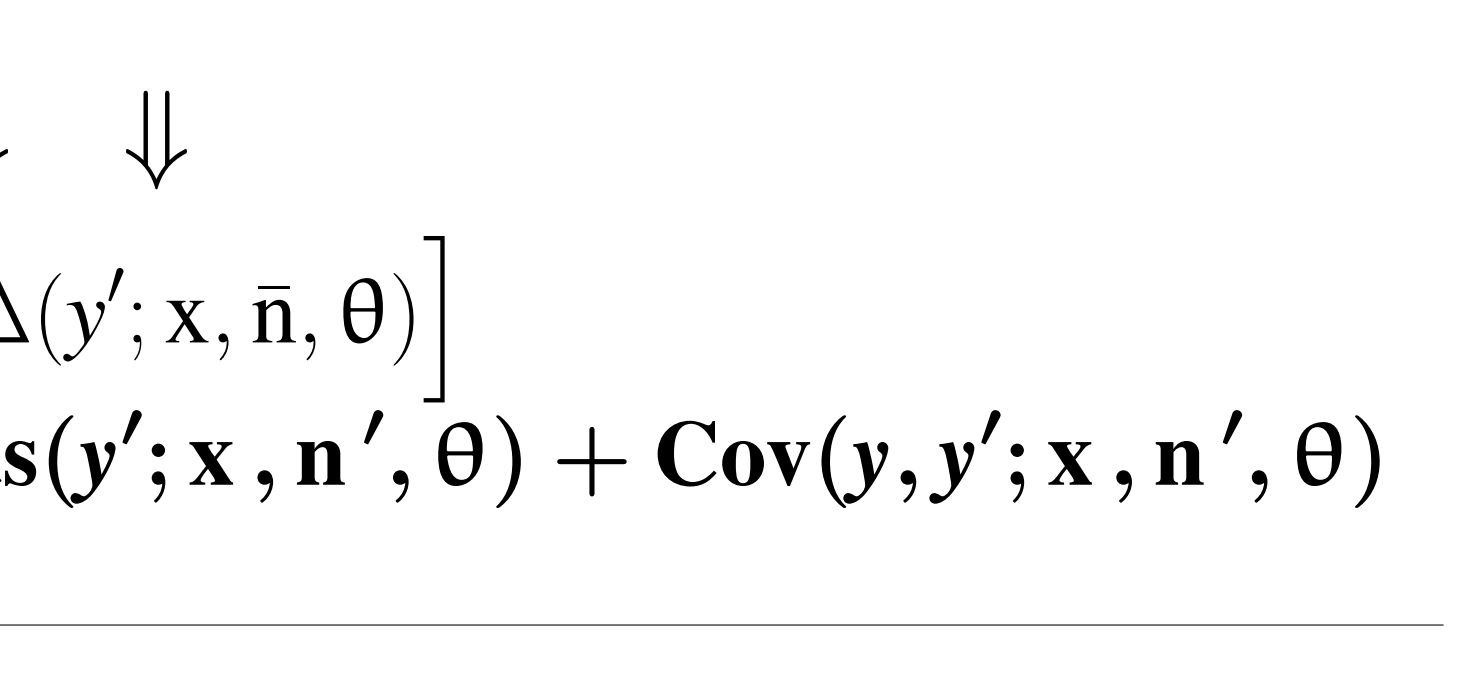 ⇓
Δ(y′; x, n̄, θ)]
s(y′; x, n′, θ) + Cov(y, y′; x, n′, θ)